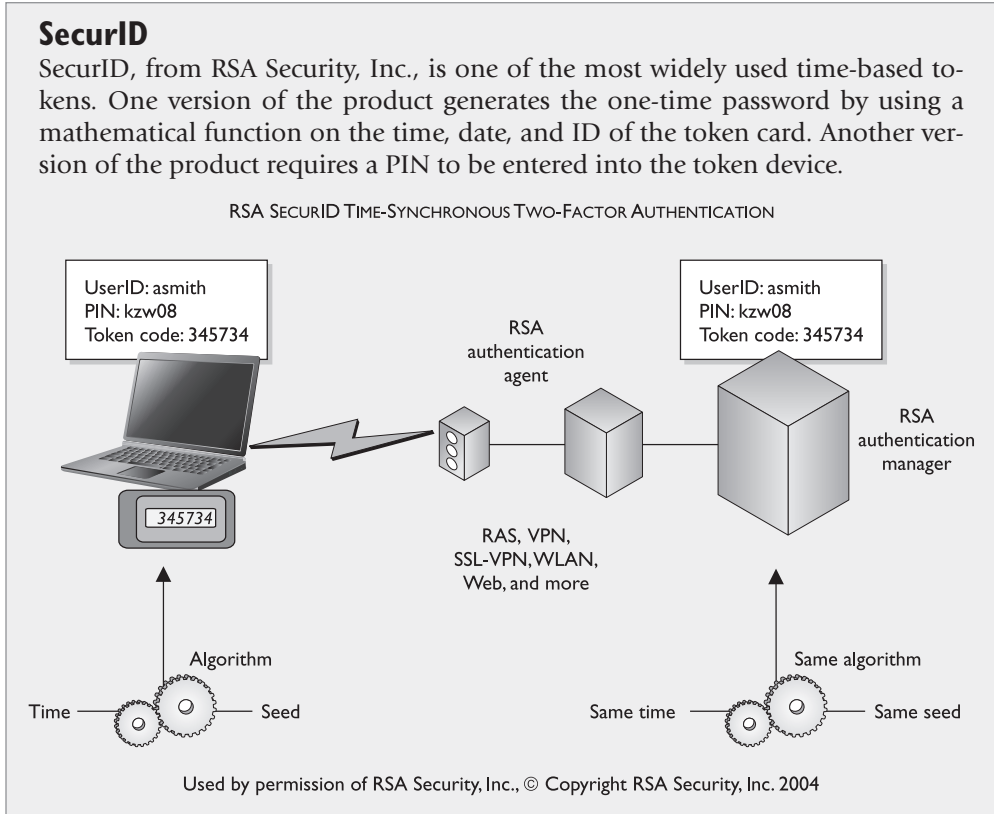 SecurID
SecurID, from RSA Security, Inc., is one of the most widely used time-based to-
kens. One version of the product generates the one-time password by using a
mathematical function on the time, date, and ID of the token card. Another ver-
sion of the product requires a PIN to be entered into the token device.
RSA SECURID TIME-SYNCHRONOUS TWO-FACTOR AUTHENTICATION
UserID: asmith
PIN: kzw08
Token code: 345734
345734
RSA
authentication
agent
RAS, VPN,
SSL-VPN, WLAN,
Web, and more
UserID: asmith
PIN: kzw08
Token code: 345734
RSA
authentication
manager
Algorithm
Time
Seed
Same algorithm
Same time
Same seed
Used by permission of RSA Security, Inc., © Copyright RSA Security, Inc. 2004